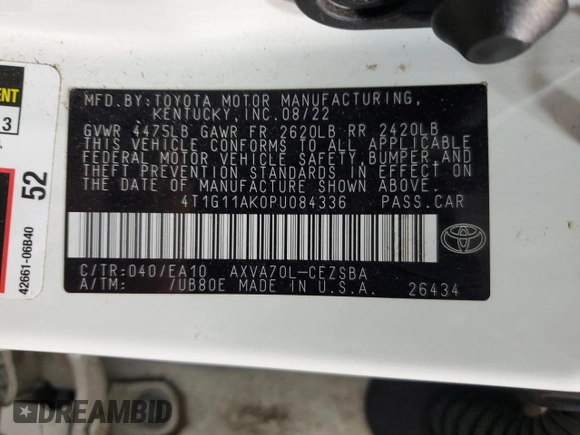 MFD.BY: TOYOTA MOTOR MANUFACTURING,
KENTUCKY, INC. 08/22
GVWR 4475LB GAWR FR 2620LB RR 2420LB
THIS VEHICLE CONFORMS TO ALL APPLICABLE
FEDERAL MOTOR VEHICLE SAFETY, BUMPER, AND
THEFT PREVENTION STANDARDS IN EFFECT ON
THE DATE OF MANUFACTURE SHOWN ABOVE.
4T1G11AK0PU084336 PASS.CAR
C/TR: 040/EA10 AXVA70L-CEZSBA
A/TM: /UB80E MADE IN U.S.A. 26434
52
42661-06B40
DREAMBID